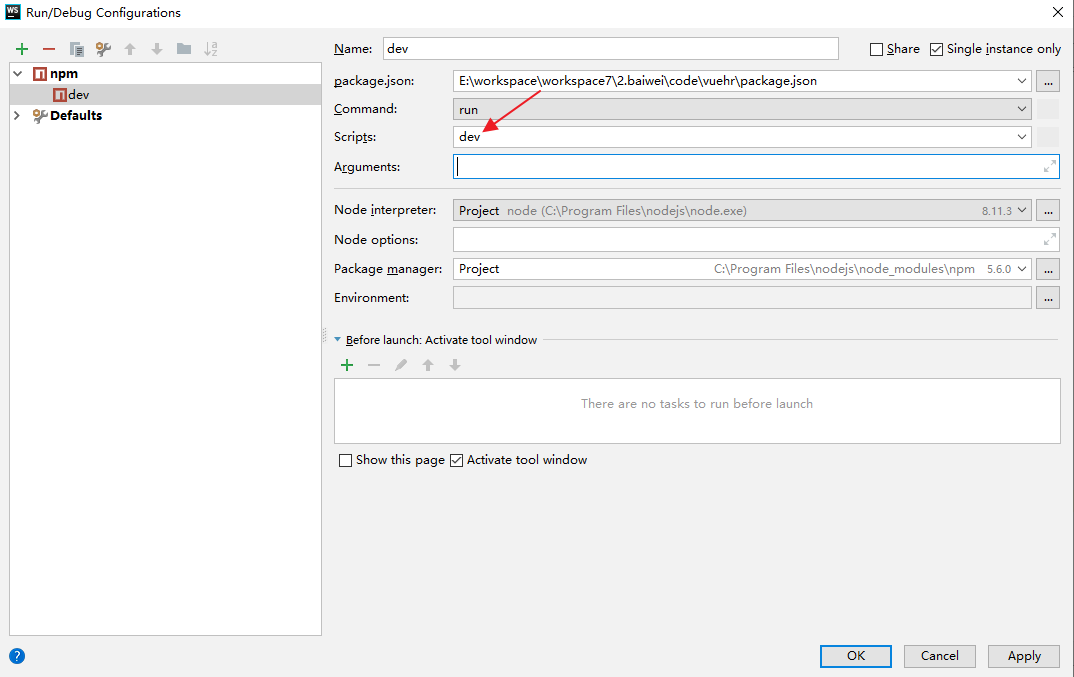 WS Run/Debug Configurations
Name: dev Share Single instance only
npm
dev
Defaults
package.json: E:\workspace\workspace7\2.baiwei\code\vuehr\package.json ...
Command: run
Scripts: dev
Arguments:
Node interpreter: Project node (C:\Program Files\nodejs\node.exe) 8.11.3 ...
Node options:
Package manager: Project C:\Program Files\nodejs\node_modules\npm 5.6.0 ...
Environment: ...
Before launch: Activate tool window
There are no tasks to run before launch
Show this page Activate tool window
? OK Cancel Apply